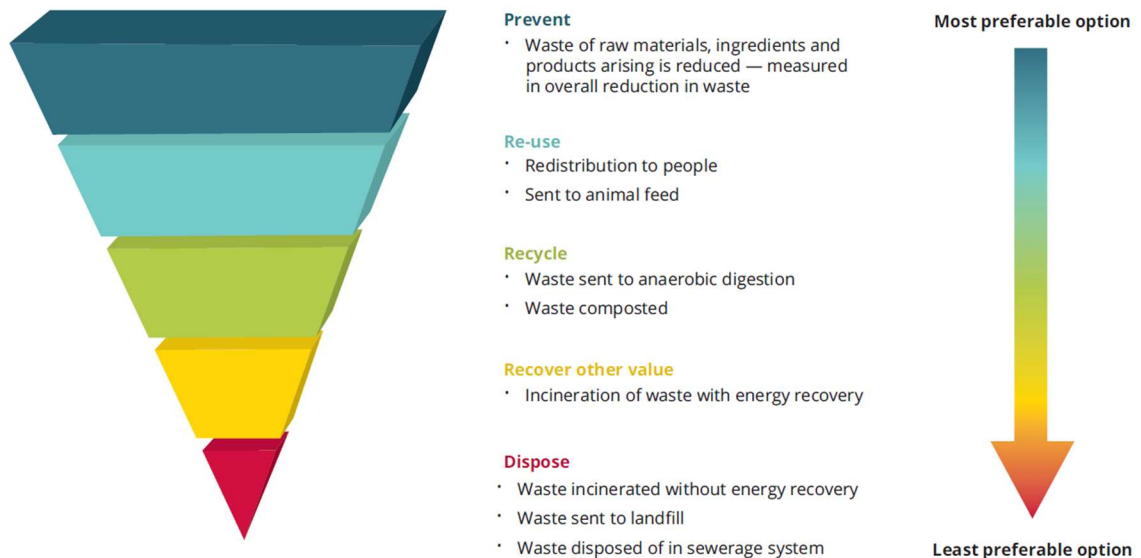 Prevent
· Waste of raw materials, ingredients and
products arising is reduced — measured
in overall reduction in waste
Re-use
· Redistribution to people
· Sent to animal feed
Recycle
· Waste sent to anaerobic digestion
· Waste composted
Recover other value
· Incineration of waste with energy recovery
Dispose
· Waste incinerated without energy recovery
· Waste sent to landfill
· Waste disposed of in sewerage system
Most preferable option
Least preferable option